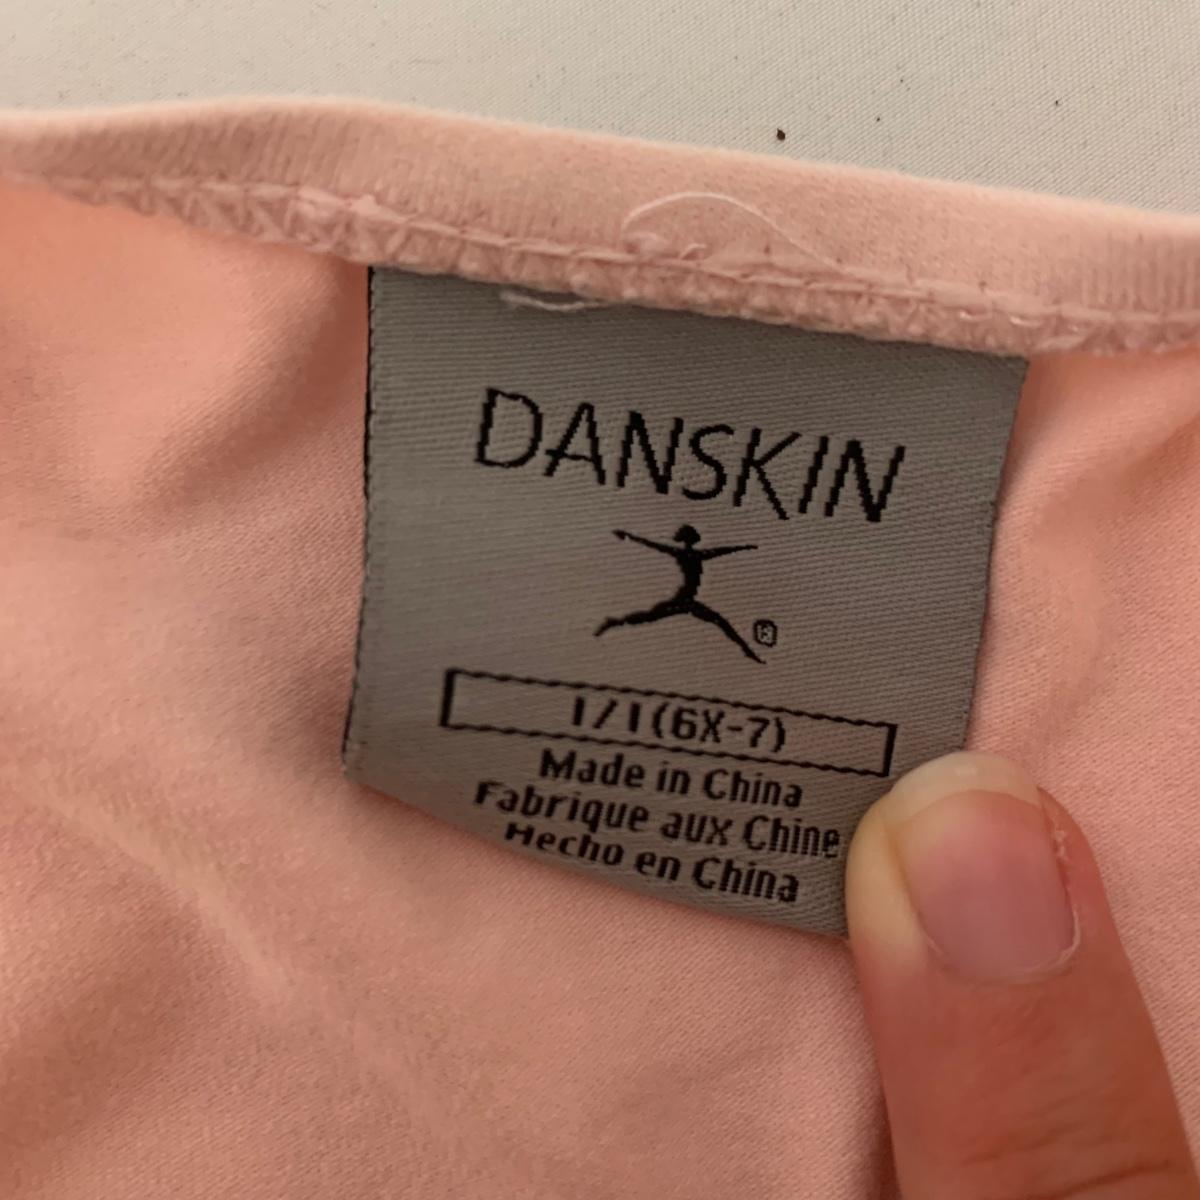 DANSKIN
®
I/I(6X-7)
Made in China
Fabrique aux Chine
Hecho en China